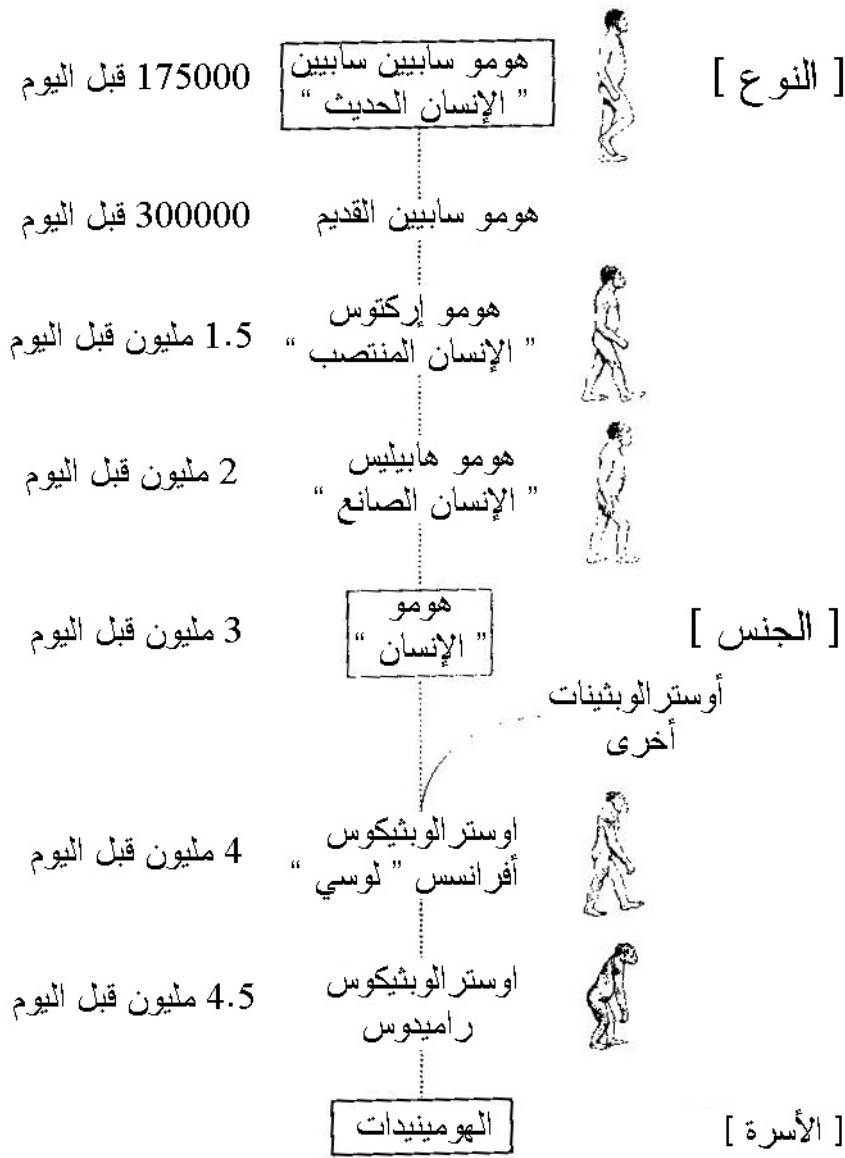 [ النوع ]
هومو سابيين سابيين
” الإنسان الحديث “
175000 قبل اليوم
هومو سابيين القديم
300000 قبل اليوم
هومو إركتوس
” الإنسان المنتصب “
1.5 مليون قبل اليوم
هومو هابيليس
” الإنسان الصانع “
2 مليون قبل اليوم
[ الجنس ]
هومو
” الإنسان “
3 مليون قبل اليوم
أوسترالوبثينات
أخرى
اوسترالوبثيكوس
أفرانسس ” لوسي “
4 مليون قبل اليوم
اوسترالوبثيكوس
راميدوس
4.5 مليون قبل اليوم
[ الأسرة ]
الهومينيدات